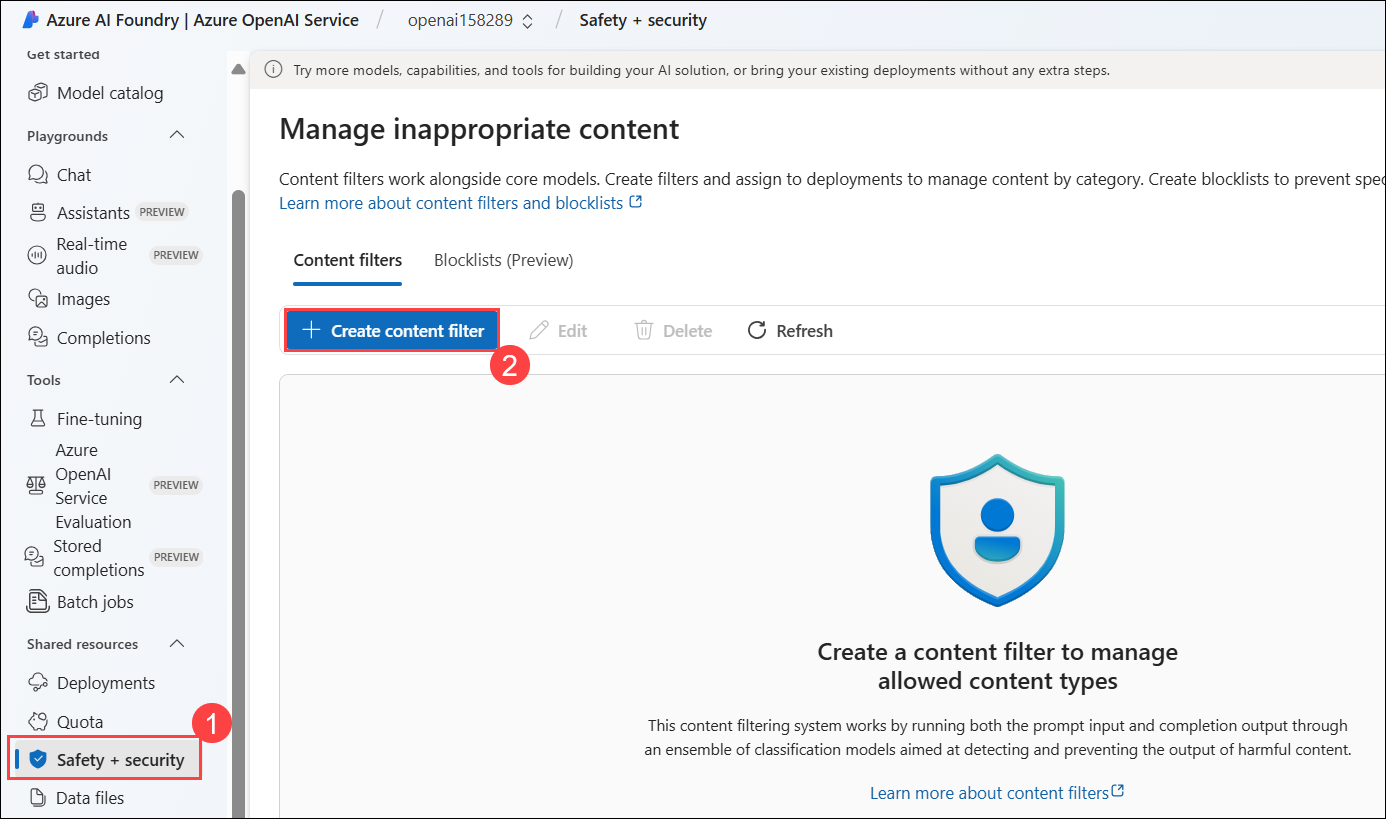 Azure AI Foundry | Azure OpenAI Service / openai158289 / Safety + security
Get started
Model catalog
Playgrounds
Chat
Assistants PREVIEW
Real-time
audio
PREVIEW
Images
Completions
Tools
Fine-tuning
Azure
OpenAI
Service
Evaluation
PREVIEW
Stored
completions
PREVIEW
Batch jobs
Shared resources
Deployments
Quota
1
Safety + security
Data files
Try more models, capabilities, and tools for building your AI solution, or bring your existing deployments without any extra steps.
Manage inappropriate content
Content filters work alongside core models. Create filters and assign to deployments to manage content by category. Create blocklists to prevent spec
Learn more about content filters and blocklists
Content filters Blocklists (Preview)
Create content filter Edit Delete Refresh
2
Create a content filter to manage
allowed content types
This content filtering system works by running both the prompt input and completion output through
an ensemble of classification models aimed at detecting and preventing the output of harmful content.
Learn more about content filters